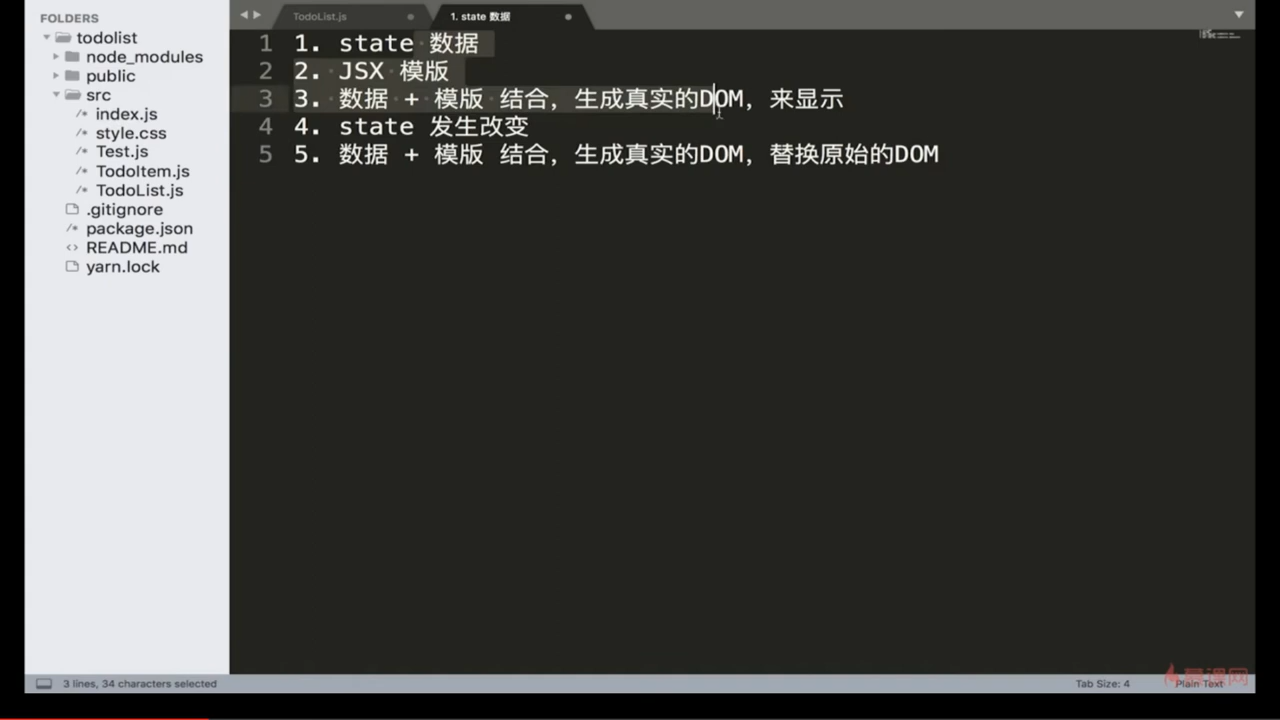 FOLDERS
todolist
node_modules
public
src
index.js
style.css
Test.js
TodoItem.js
TodoList.js
.gitignore
package.json
README.md
yarn.lock
TodoList.js
1. state 数据
1 1. state 数据
2 2. JSX 模版
3 3. 数据 + 模版 结合，生成真实的DOM，来显示
4 4. state 发生改变
5 5. 数据 + 模版 结合，生成真实的DOM，替换原始的DOM
3 lines, 34 characters selected
Tab Size: 4
Plain Text
慕课网